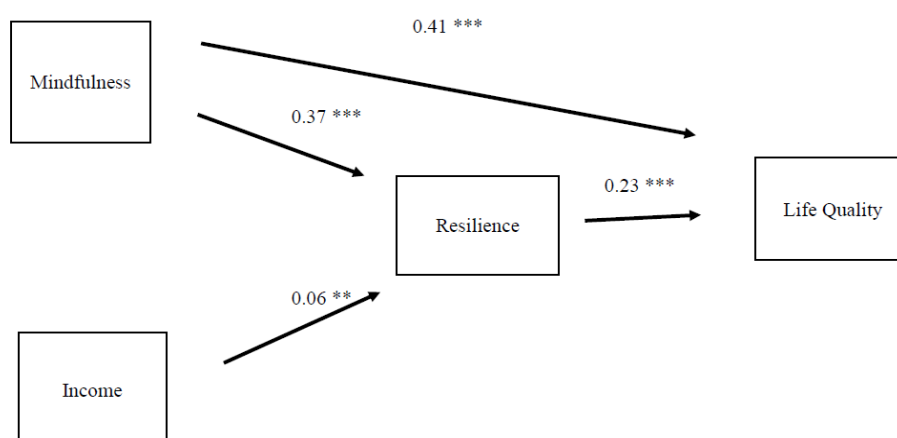 0.41 ***
Mindfulness
0.37 ***
0.23 ***
Life Quality
Resilience
0.06 **
Income